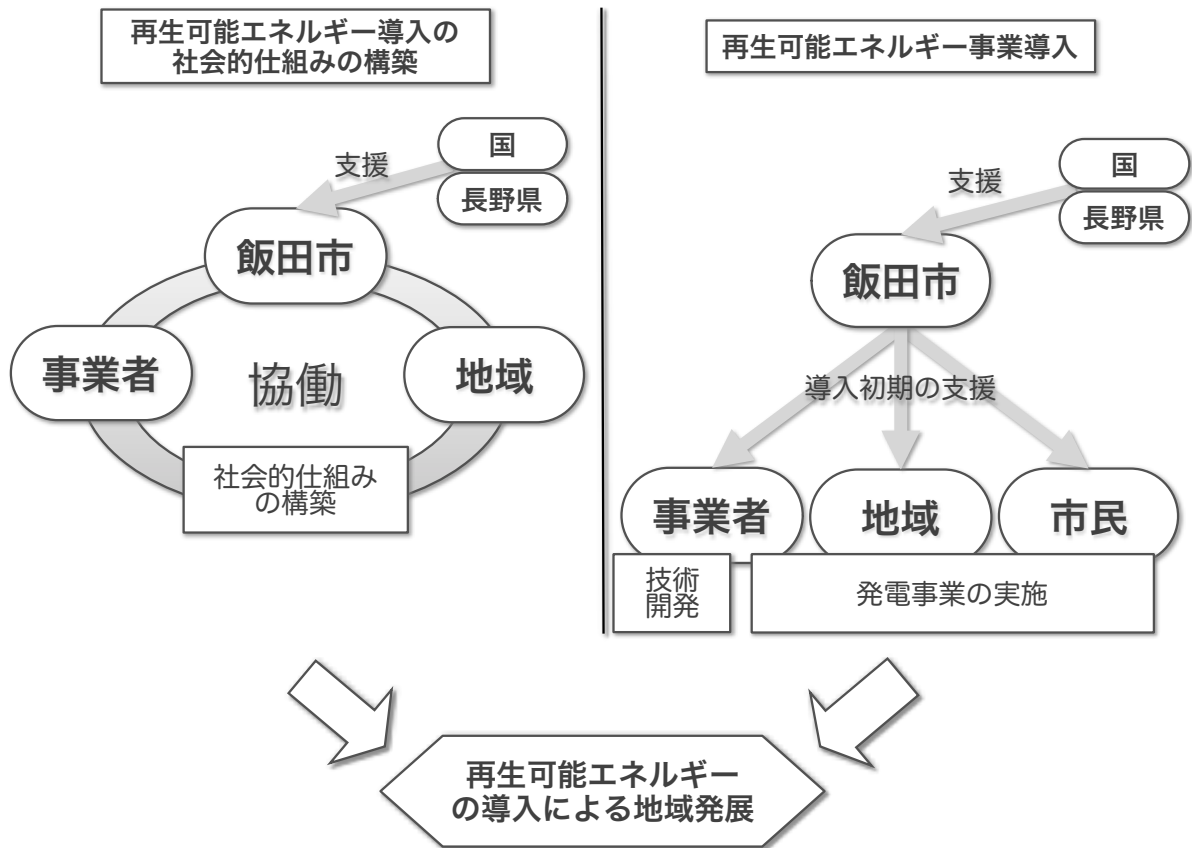 再生可能エネルギー導入の
社会的仕組みの構築
国
支援
長野県
飯田市
事業者
協働
地域
社会的仕組み
の構築
再生可能エネルギー事業導入
国
支援
長野県
飯田市
導入初期の支援
事業者
地域
市民
技術
開発
発電事業の実施
再生可能エネルギー
の導入による地域発展